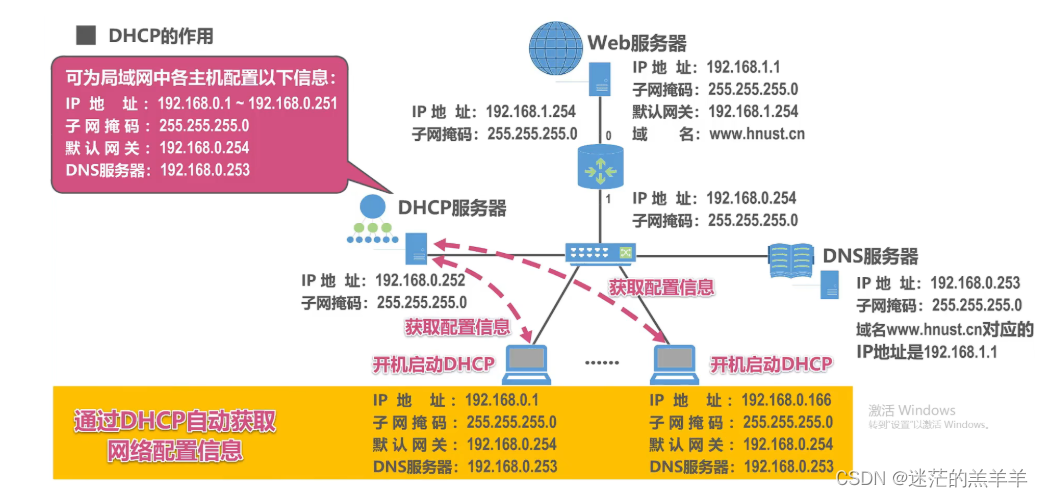 DHCP的作用
可为局域网中各主机配置以下信息：
IP 地 址：192.168.0.1 ~ 192.168.0.251
子网掩码：255.255.255.0
默认网关：192.168.0.254
DNS服务器：192.168.0.253
Web服务器
IP 地 址：192.168.1.1
子网掩码：255.255.255.0
默认网关：192.168.1.254
域 名：www.hnust.cn
IP 地 址：192.168.1.254
子网掩码：255.255.255.0
0
1
IP 地 址：192.168.0.254
子网掩码：255.255.255.0
DHCP服务器
IP 地 址：192.168.0.252
子网掩码：255.255.255.0
DNS服务器
IP 地 址：192.168.0.253
子网掩码：255.255.255.0
域名www.hnust.cn对应的
IP地址是192.168.1.1
获取配置信息
获取配置信息
开机启动DHCP
······
开机启动DHCP
通过DHCP自动获取
网络配置信息
IP 地 址：192.168.0.1
子网掩码：255.255.255.0
默认网关：192.168.0.254
DNS服务器：192.168.0.253
IP 地 址：192.168.0.166
子网掩码：255.255.255.0
默认网关：192.168.0.254
DNS服务器：192.168.0.253
激活 Windows
转到"设置"以激活 Windows。
CSDN @迷茫的羔羊羊